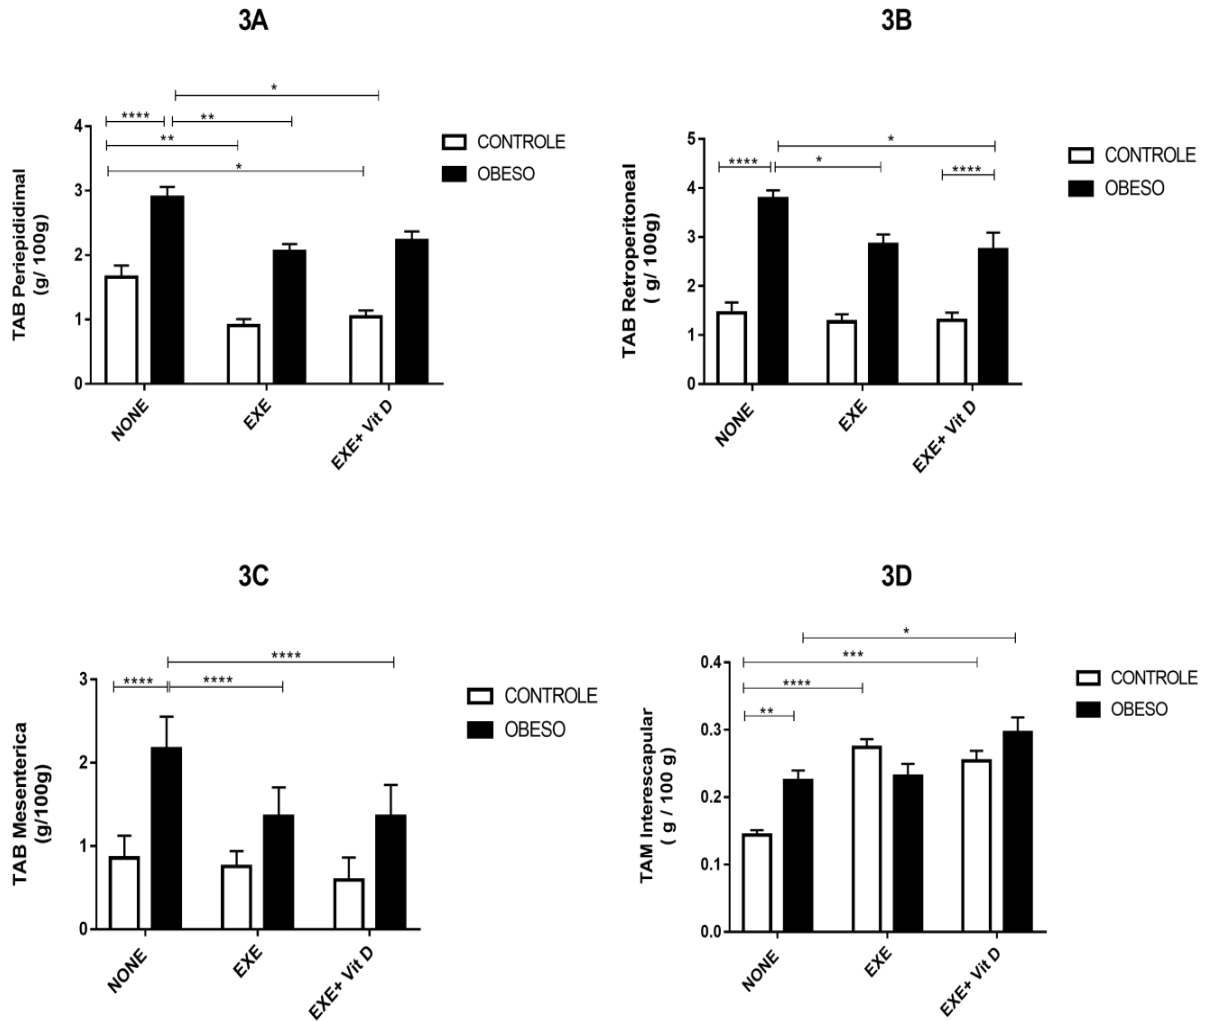 3A
*
****
**
**
*
4
3
2
1
0
TAB Periepididimal
(g/ 100g)
NONE
EXE
EXE+ Vit D
CONTROLE
OBESO
3B
*
****
*
****
5
4
3
2
1
0
TAB Retroperitoneal
( g/ 100g)
NONE
EXE
EXE+ Vit D
CONTROLE
OBESO
3C
****
****
****
3
2
1
0
TAB Mesenterica
(g/100g)
NONE
EXE
EXE+ Vit D
CONTROLE
OBESO
3D
*
***
****
**
0.4
0.3
0.2
0.1
0.0
TAM Interescapular
( g / 100 g)
NONE
EXE
EXE+ Vit D
CONTROLE
OBESO